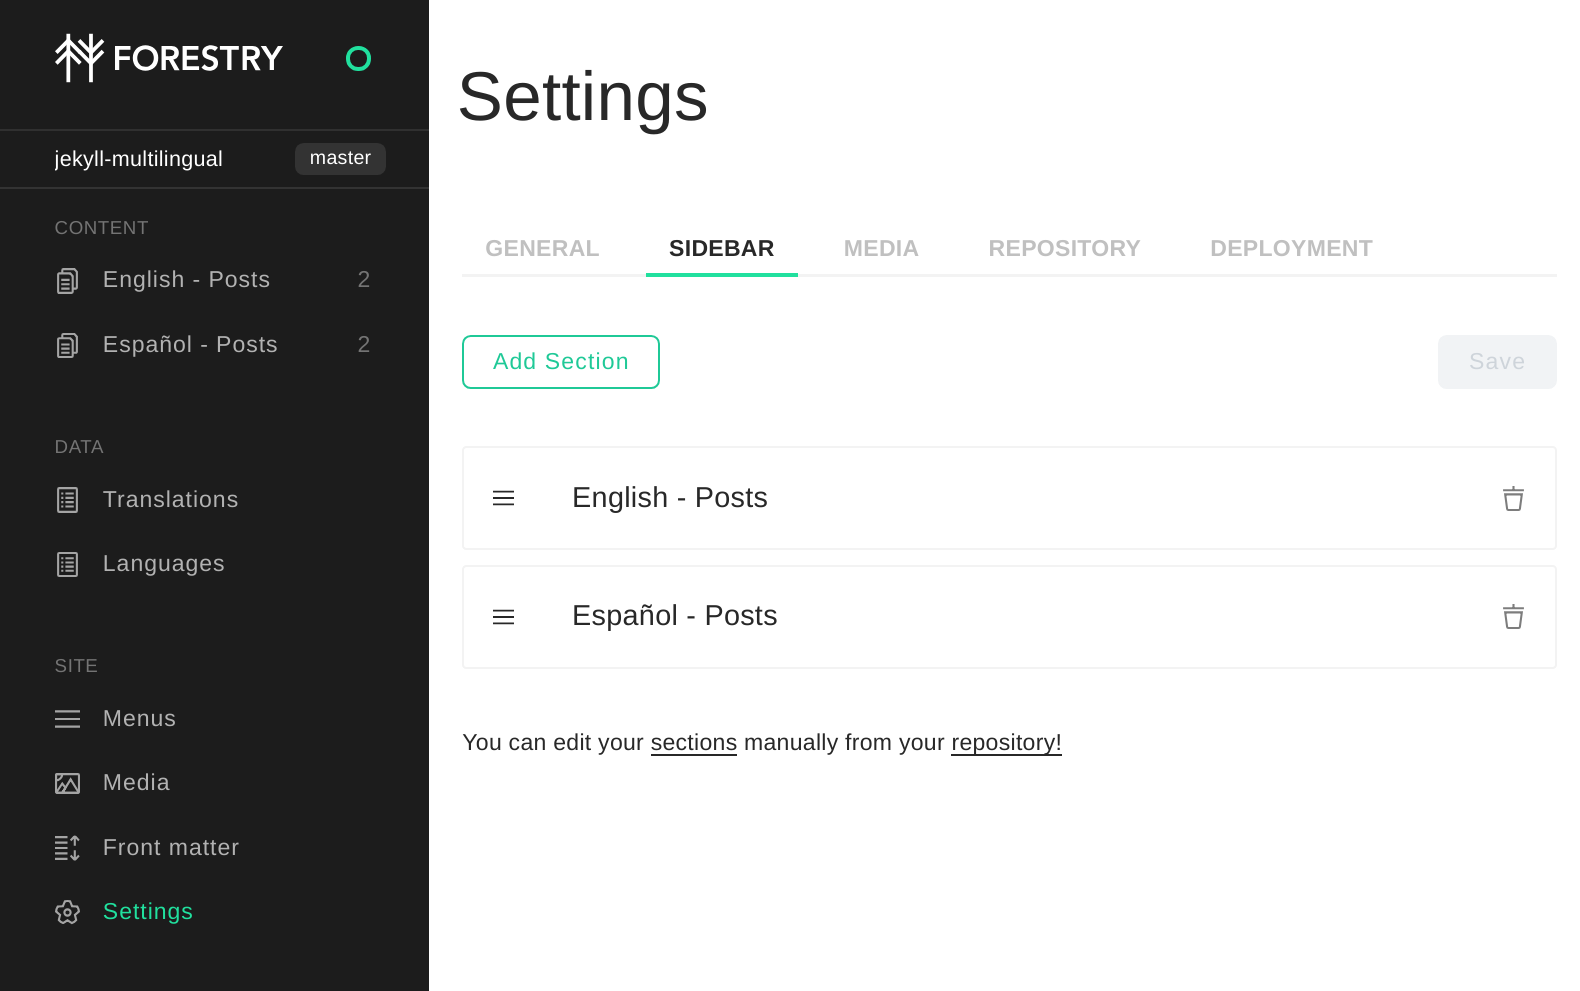 FORESTRY
jekyll-multilingual master
CONTENT
English - Posts 2
Español - Posts 2
DATA
Translations
Languages
SITE
Menus
Media
Front matter
Settings
Settings
GENERAL SIDEBAR MEDIA REPOSITORY DEPLOYMENT
Add Section Save
English - Posts
Español - Posts
You can edit your sections manually from your repository!